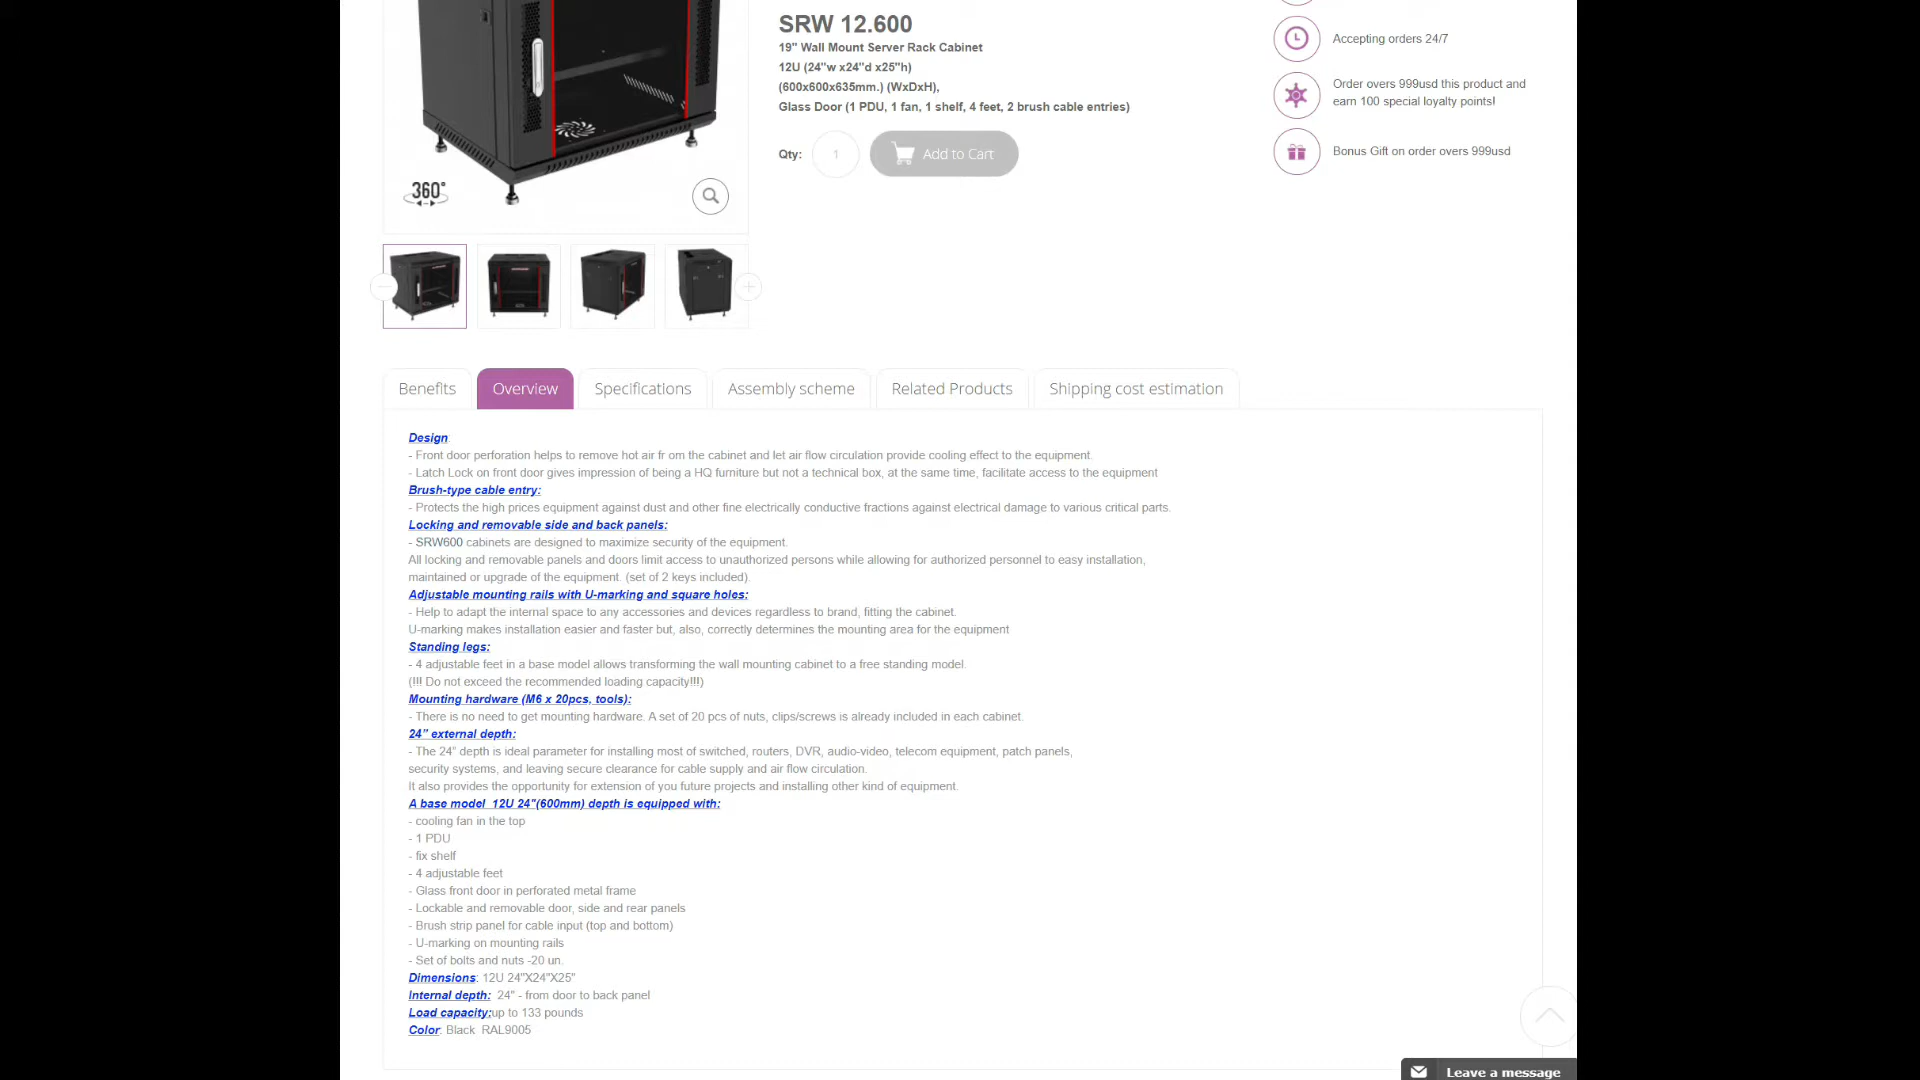 SRW 12.600
19" Wall Mount Server Rack Cabinet
12U (24"w x24"d x25"h)
(600x600x635mm.) (WxDxH),
Glass Door (1 PDU, 1 fan, 1 shelf, 4 feet, 2 brush cable entries)
Qty: 1 Add to Cart
Accepting orders 24/7
Order overs 999usd this product and
earn 100 special loyalty points!
Bonus Gift on order overs 999usd
360°
Benefits Overview Specifications Assembly scheme Related Products Shipping cost estimation
Design:
- Front door perforation helps to remove hot air fr om the cabinet and let air flow circulation provide cooling effect to the equipment.
- Latch Lock on front door gives impression of being a HQ furniture but not a technical box, at the same time, facilitate access to the equipment
Brush-type cable entry:
- Protects the high prices equipment against dust and other fine electrically conductive fractions against electrical damage to various critical parts.
Locking and removable side and back panels:
- SRW600 cabinets are designed to maximize security of the equipment.
All locking and removable panels and doors limit access to unauthorized persons while allowing for authorized personnel to easy installation,
maintained or upgrade of the equipment. (set of 2 keys included).
Adjustable mounting rails with U-marking and square holes:
- Help to adapt the internal space to any accessories and devices regardless to brand, fitting the cabinet.
U-marking makes installation easier and faster but, also, correctly determines the mounting area for the equipment
Standing legs:
- 4 adjustable feet in a base model allows transforming the wall mounting cabinet to a free standing model.
(!!! Do not exceed the recommended loading capacity!!!)
Mounting hardware (M6 x 20pcs, tools):
- There is no need to get mounting hardware. A set of 20 pcs of nuts, clips/screws is already included in each cabinet.
24” external depth:
- The 24” depth is ideal parameter for installing most of switched, routers, DVR, audio-video, telecom equipment, patch panels,
security systems, and leaving secure clearance for cable supply and air flow circulation.
It also provides the opportunity for extension of you future projects and installing other kind of equipment.
A base model 12U 24"(600mm) depth is equipped with:
- cooling fan in the top
- 1 PDU
- fix shelf
- 4 adjustable feet
- Glass front door in perforated metal frame
- Lockable and removable door, side and rear panels
- Brush strip panel for cable input (top and bottom)
- U-marking on mounting rails
- Set of bolts and nuts -20 un.
Dimensions: 12U 24"X24"X25"
Internal depth: 24" - from door to back panel
Load capacity:up to 133 pounds
Color: Black RAL9005
Leave a message